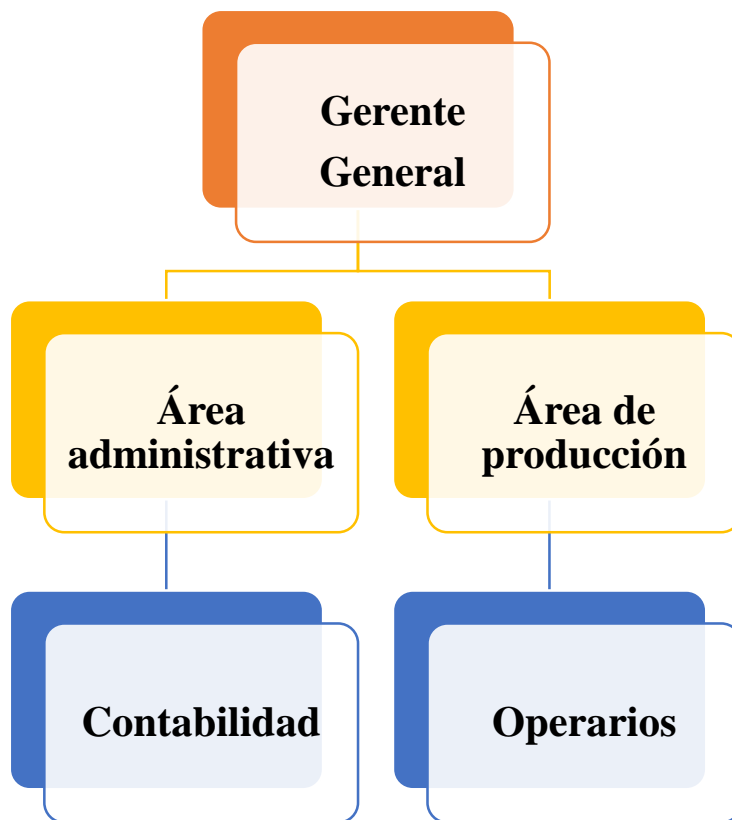 Gerente
General
Área
administrativa
Área de
producción
Contabilidad
Operarios